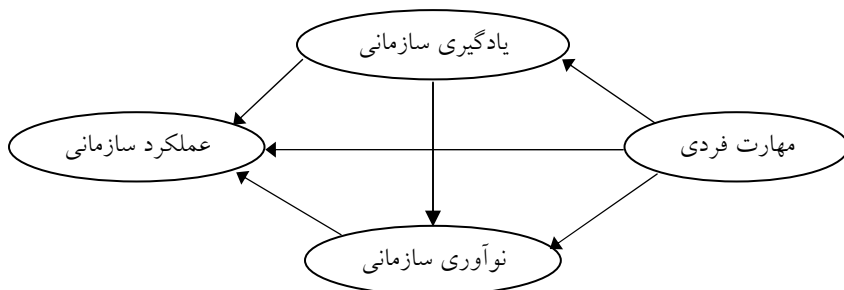 یادگیری سازمانی
مهارت فردی
عملکرد سازمانی
نوآوری سازمانی